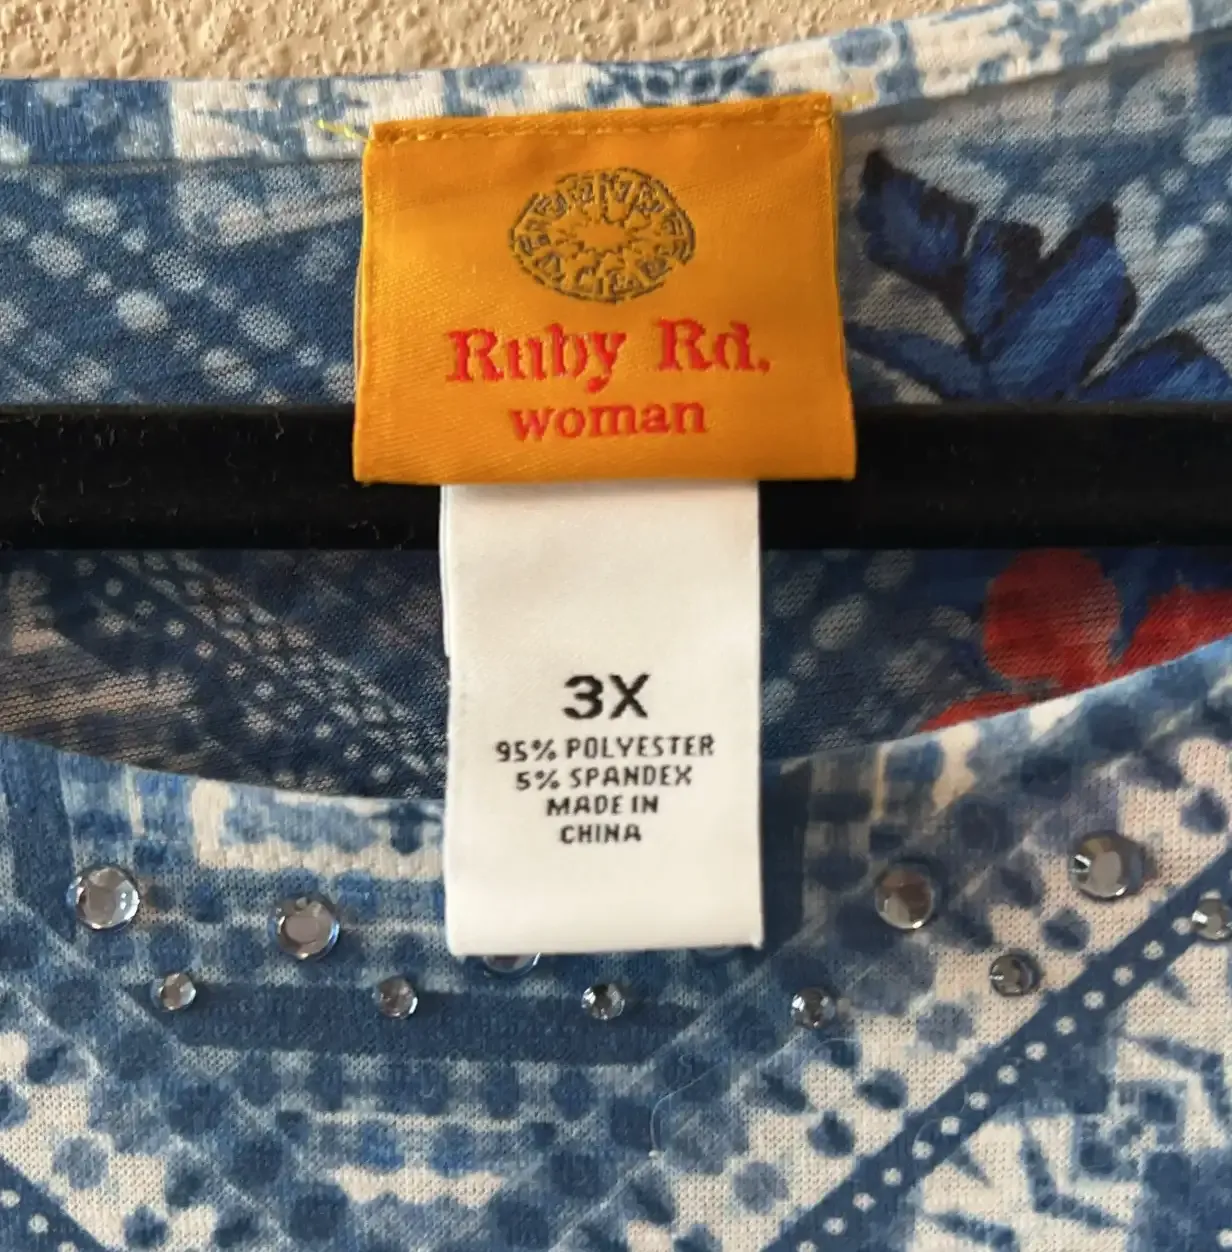 Ruby Rd.
woman
3X
95% POLYESTER
5% SPANDEX
MADE IN
CHINA